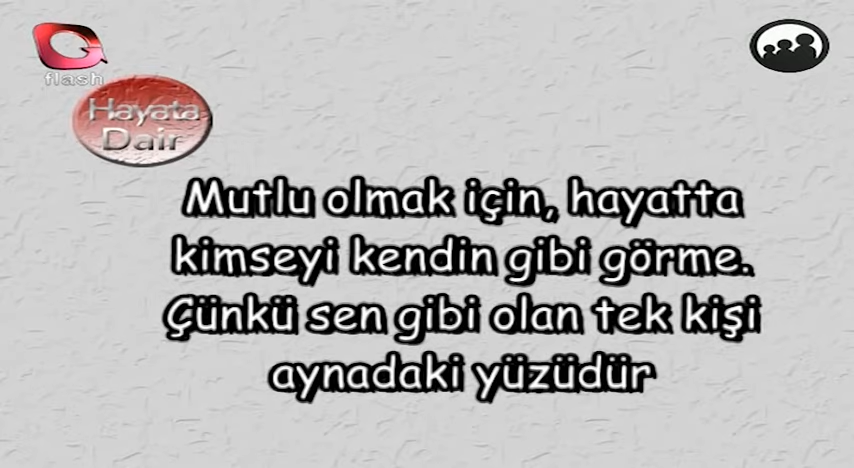 flash
Hayata
Dair
Mutlu olmak için, hayatta
kimseyi kendin gibi görme.
Çünkü sen gibi olan tek kişi
aynadaki yüzüdür